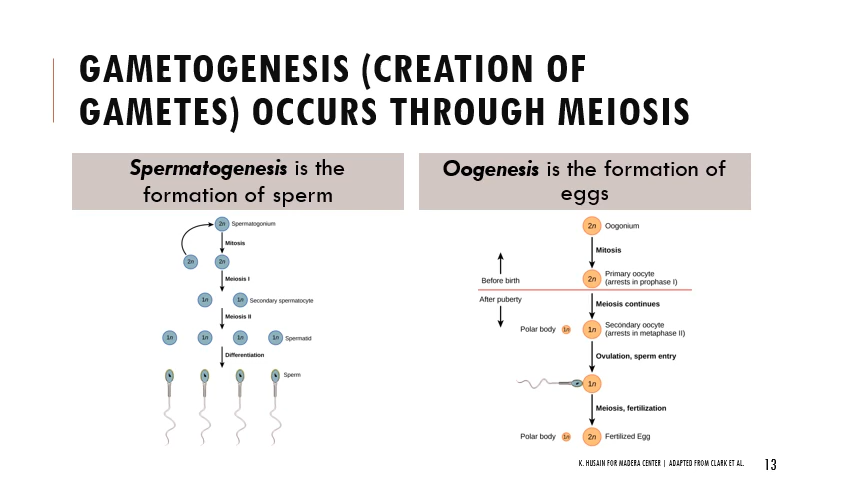 GAMETOGENESIS (CREATION OF
GAMETES) OCCURS THROUGH MEIOSIS
Spermatogenesis is the
formation of sperm
2n Spermatogonium
Mitosis
2n 2n
Meiosis I
1n 1n Secondary spermatocyte
Meiosis II
1n 1n 1n 1n Spermatid
Differentiation
Sperm
Oogenesis is the formation of
eggs
2n Oogonium
Mitosis
Before birth
2n Primary oocyte
(arrests in prophase I)
After puberty
Meiosis continues
Polar body 1n 1n Secondary oocyte
(arrests in metaphase II)
Ovulation, sperm entry
1n
Meiosis, fertilization
Polar body 1n 2n Fertilized Egg
K. HUSAIN FOR MADERA CENTER | ADAPTED FROM CLARK ET AL.
13